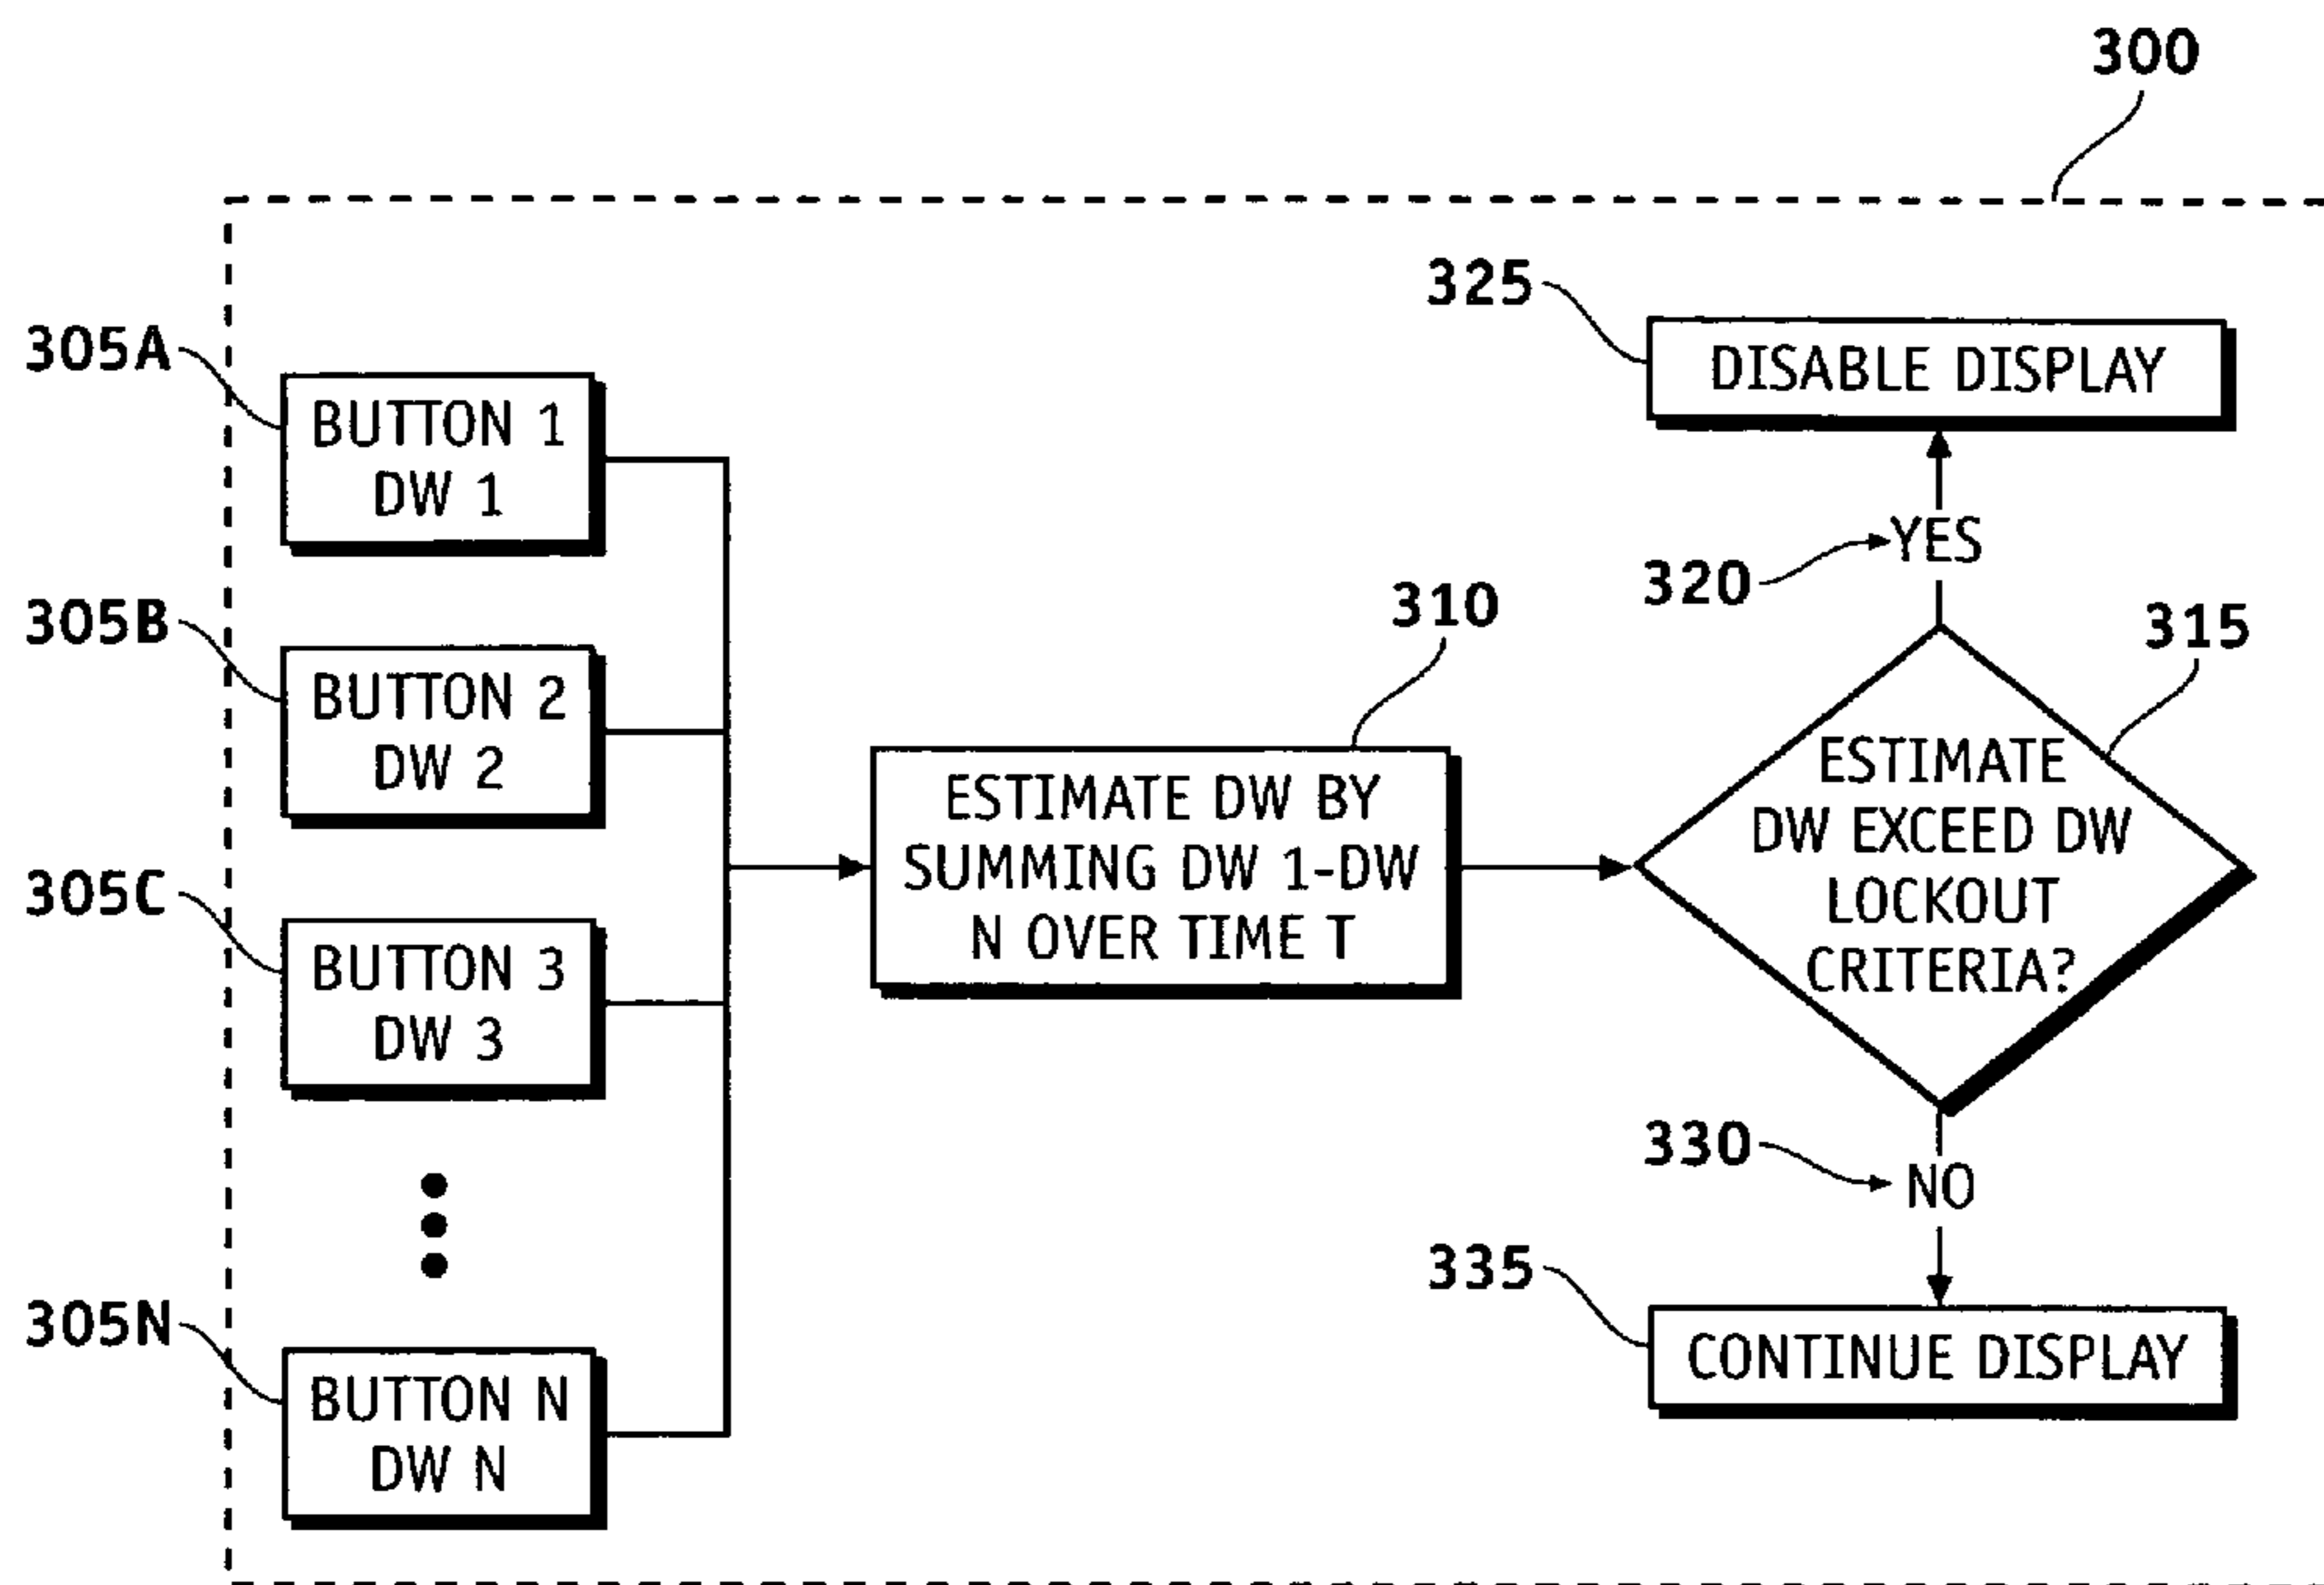 300
325
DISABLE DISPLAY
305A
BUTTON 1
DW 1
320
YES
305B
BUTTON 2
DW 2
310
315
ESTIMATE DW BY
SUMMING DW 1-DW
N OVER TIME T
ESTIMATE
DW EXCEED DW
LOCKOUT
CRITERIA?
305C
BUTTON 3
DW 3
330
NO
335
CONTINUE DISPLAY
305N
BUTTON N
DW N